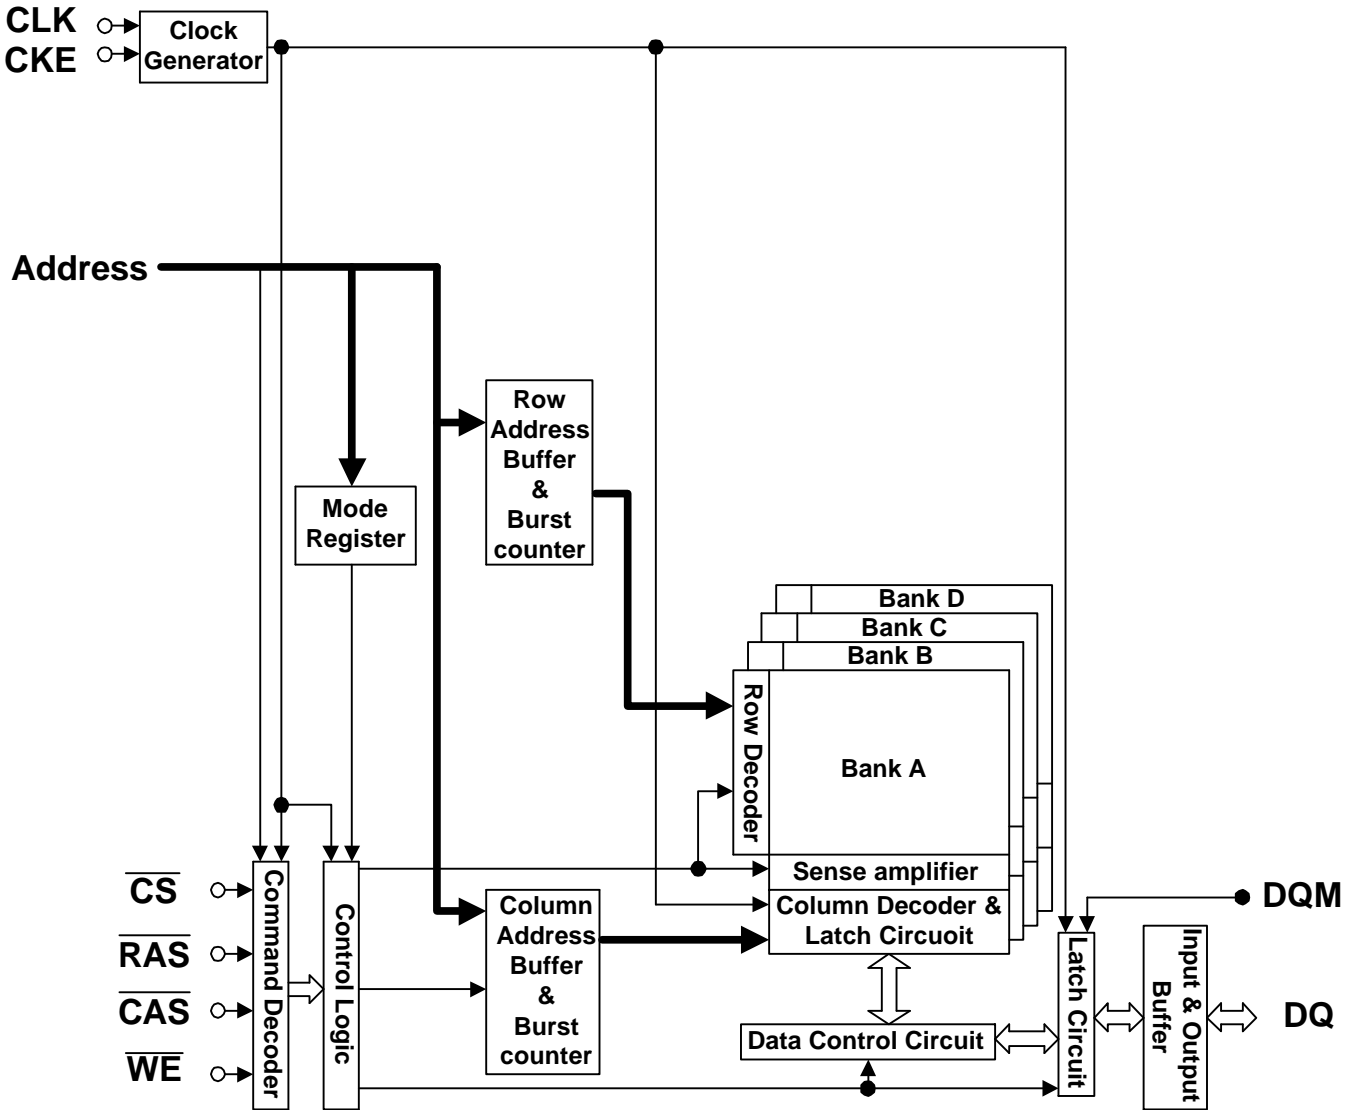 CLK
CKE
Clock
Generator
Address
Row
Address
Buffer
&
Burst
counter
Mode
Register
Bank D
Bank C
Bank B
Row Decoder
Bank A
Sense amplifier
Column Decoder &
Latch Circuoit
CS
RAS
CAS
WE
Command Decoder
Control Logic
Column
Address
Buffer
&
Burst
counter
Data Control Circuit
Latch Circuit
Input & Output
Buffer
DQM
DQ